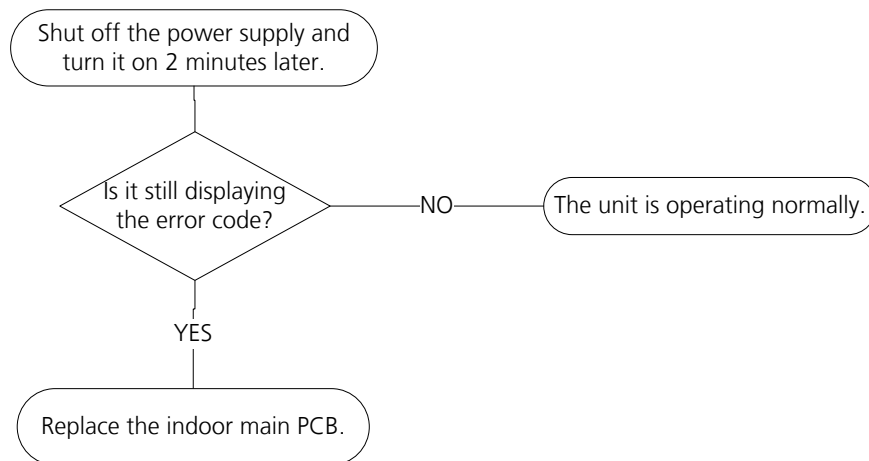 Shut off the power supply and
turn it on 2 minutes later.
Is it still displaying
the error code?
NO
The unit is operating normally.
YES
Replace the indoor main PCB.